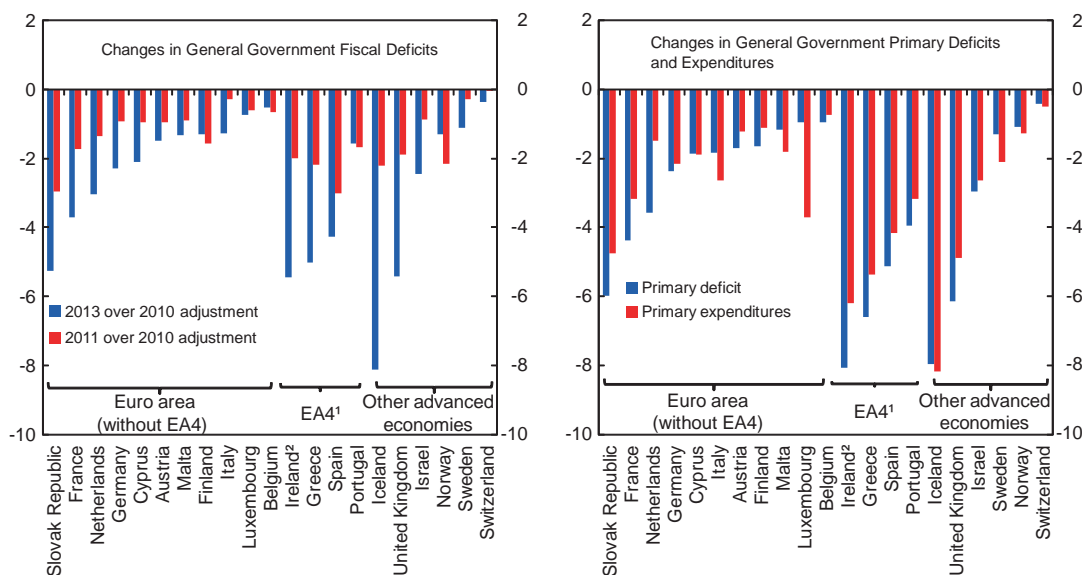 Changes in General Government Fiscal Deficits
2
0
-2
-4
-6
-8
-10
2
0
-2
-4
-6
-8
-10
2013 over 2010 adjustment
2011 over 2010 adjustment
Euro area
(without EA4)
EA4¹
Other advanced
economies
Slovak Republic
France
Netherlands
Germany
Cyprus
Austria
Malta
Finland
Italy
Luxembourg
Belgium
Ireland²
Greece
Spain
Portugal
Iceland
United Kingdom
Israel
Norway
Sweden
Switzerland
Changes in General Government Primary Deficits
and Expenditures
2
0
-2
-4
-6
-8
-10
2
0
-2
-4
-6
-8
-10
Primary deficit
Primary expenditures
Euro area
(without EA4)
EA4¹
Other advanced
economies
Slovak Republic
France
Netherlands
Germany
Cyprus
Italy
Austria
Finland
Malta
Luxembourg
Belgium
Ireland²
Greece
Spain
Portugal
Iceland
United Kingdom
Israel
Sweden
Norway
Switzerland